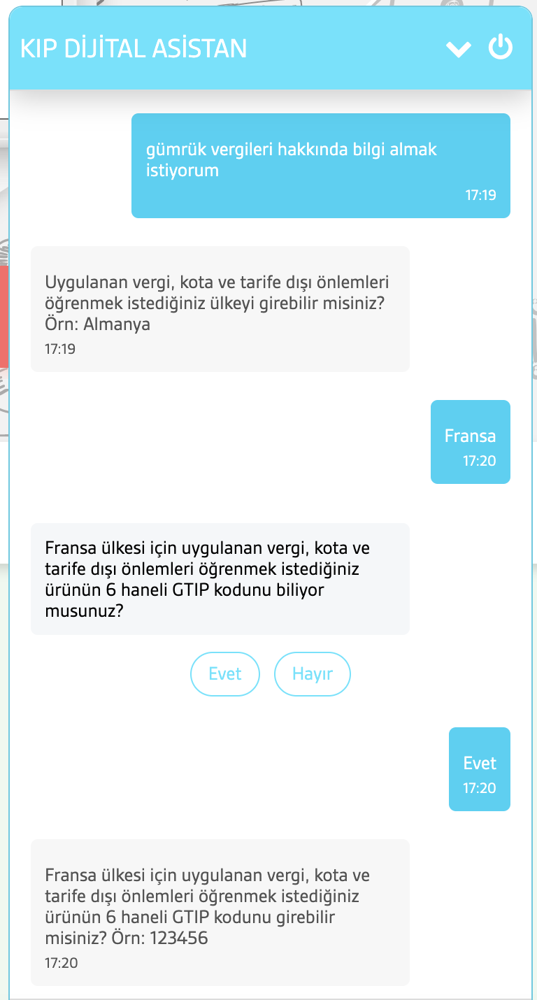 KIP DİJİTAL ASİSTAN
gümrük vergileri hakkında bilgi almak
istiyorum
17:19
Uygulanan vergi, kota ve tarife dışı önlemleri
öğrenmek istediğiniz ülkeyi girebilir misiniz?
Örn: Almanya
17:19
Fransa
17:20
Fransa ülkesi için uygulanan vergi, kota ve
tarife dışı önlemleri öğrenmek istediğiniz
ürünün 6 haneli GTIP kodunu biliyor
musunuz?
Evet Hayır
Evet
17:20
Fransa ülkesi için uygulanan vergi, kota ve
tarife dışı önlemleri öğrenmek istediğiniz
ürünün 6 haneli GTIP kodunu girebilir
misiniz? Örn: 123456
17:20